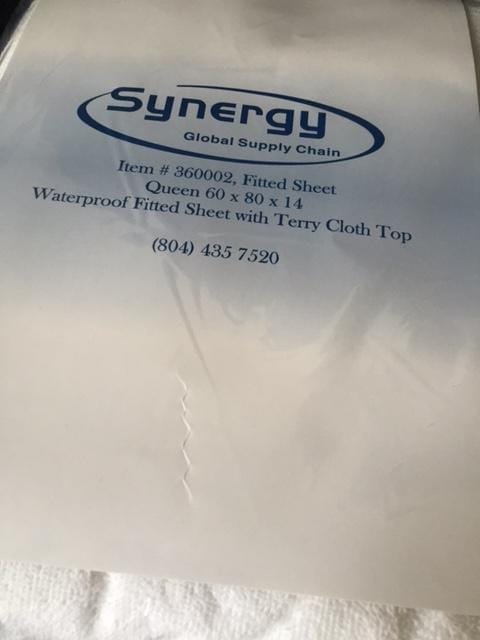 Synergy
Global Supply Chain
Item # 360002, Fitted Sheet
Queen 60 x 80 x 14
Waterproof Fitted Sheet with Terry Cloth Top
(804) 435 7520